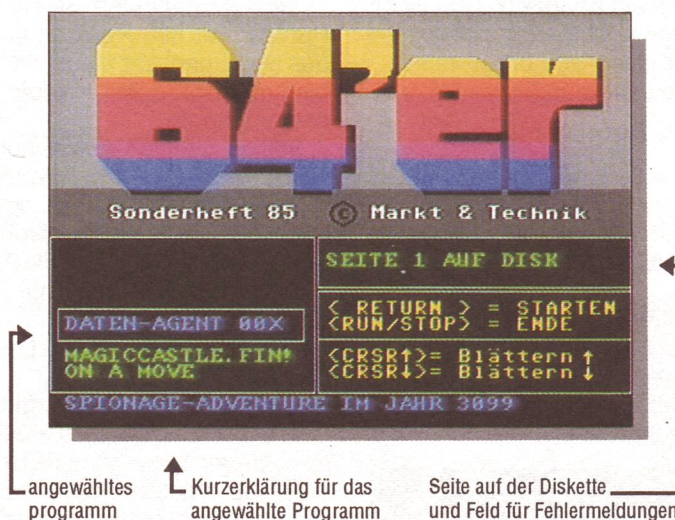 64'er
Sonderheft 85 © Markt & Technik
SEITE 1 AUF DISK
DATEN-AGENT 00X
MAGICCASTLE.FIN!
ON A MOVE
< RETURN > = STARTEN
<RUN/STOP> = ENDE
<CRSR↑>= Blättern ↑
<CRSR↓>= Blättern ↓
SPIONAGE-ADVENTURE IM JAHR 3099
angewähltes
programm
Kurzerklärung für das
angewählte Programm
Seite auf der Diskette
und Feld für Fehlermeldungen